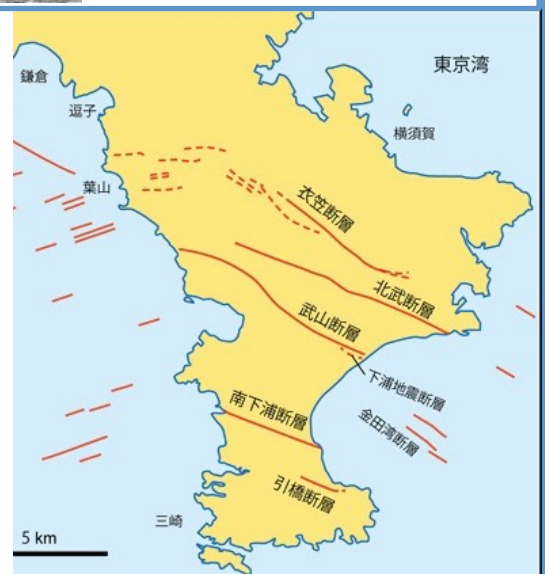 東京湾
鎌倉
逗子
横須賀
葉山
衣笠断層
北武断層
武山断層
下浦地震断層
南下浦断層
金田湾断層
引橋断層
三崎
5 km